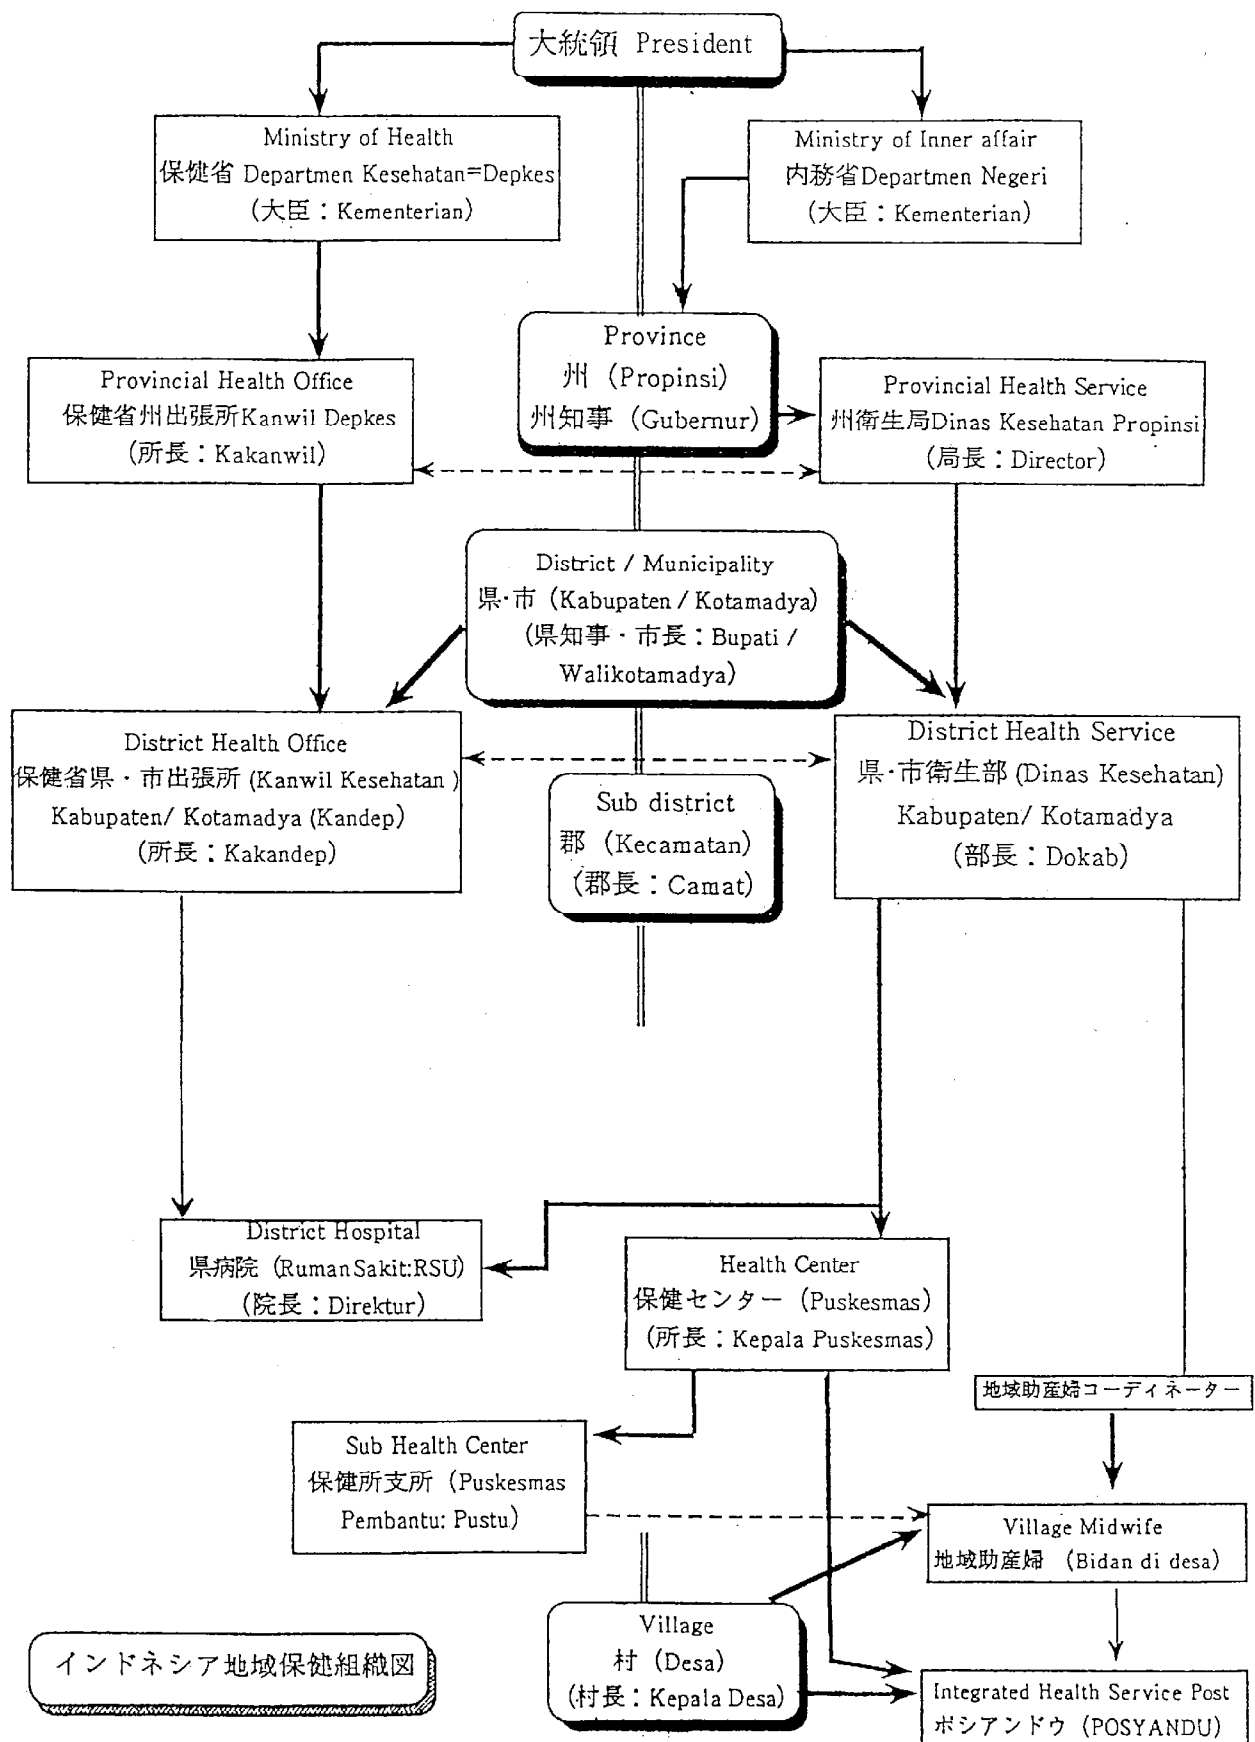 大統領 President
Ministry of Health
保健省 Departmen Kesehatan=Depkes
(大臣：Kementerian)
Ministry of Inner affair
内務省Departmen Negeri
(大臣：Kementerian)
Province
州 (Propinsi)
州知事 (Gubernur)
Provincial Health Office
保健省州出張所Kanwil Depkes
(所長：Kakanwil)
Provincial Health Service
州衛生局Dinas Kesehatan Propinsi
(局長：Director)
District / Municipality
県・市 (Kabupaten / Kotamadya)
(県知事・市長：Bupati /
Walikotamadya)
District Health Office
保健省県・市出張所 (Kanwil Kesehatan )
Kabupaten/ Kotamadya (Kandep)
(所長：Kakandep)
Sub district
郡 (Kecamatan)
(郡長：Camat)
District Health Service
県・市衛生部 (Dinas Kesehatan)
Kabupaten/ Kotamadya
(部長：Dokab)
District Hospital
県病院 (Ruman Sakit:RSU)
(院長：Direktur)
Health Center
保健センター (Puskesmas)
(所長：Kepala Puskesmas)
地域助産婦コーディネーター
Sub Health Center
保健所支所 (Puskesmas
Pembantu: Pustu)
Village Midwife
地域助産婦 (Bidan di desa)
Village
村 (Desa)
(村長：Kepala Desa)
Integrated Health Service Post
ポシアンドウ (POSYANDU)
インドネシア地域保健組織図